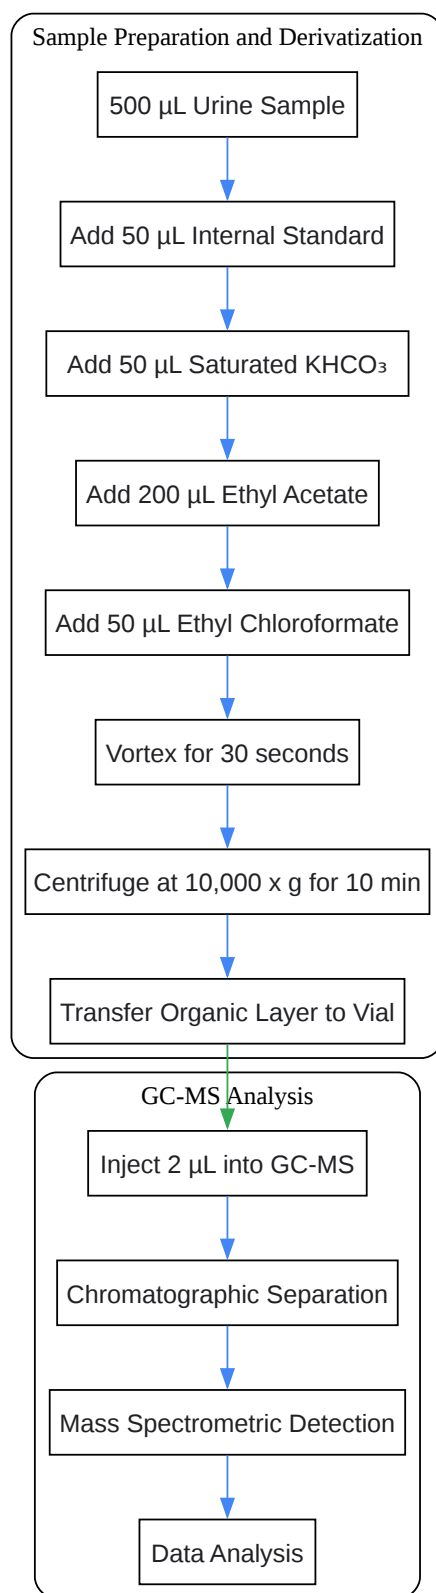 Sample Preparation and Derivatization
500 µL Urine Sample
Add 50 µL Internal Standard
Add 50 µL Saturated KHCO₃
Add 200 µL Ethyl Acetate
Add 50 µL Ethyl Chloroformate
Vortex for 30 seconds
Centrifuge at 10,000 x g for 10 min
Transfer Organic Layer to Vial
GC-MS Analysis
Inject 2 µL into GC-MS
Chromatographic Separation
Mass Spectrometric Detection
Data Analysis